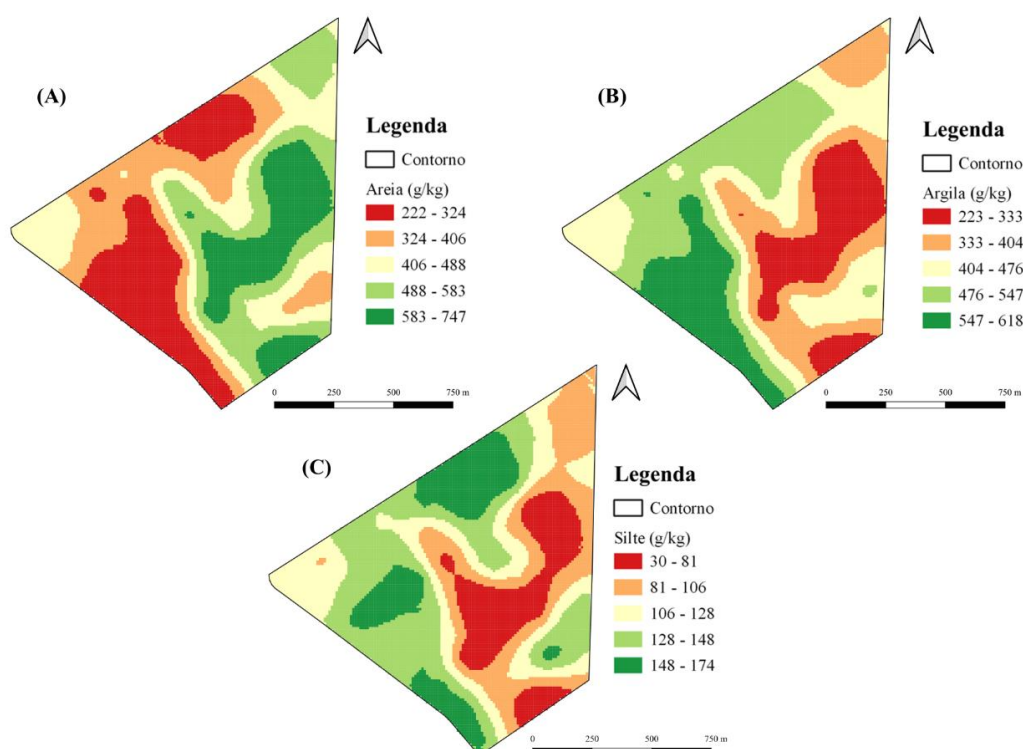 (A)
Legenda
Contorno
Areia (g/kg)
222 - 324
324 - 406
406 - 488
488 - 583
583 - 747
0 250 500 750 m
(B)
Legenda
Contorno
Argila (g/kg)
223 - 333
333 - 404
404 - 476
476 - 547
547 - 618
0 250 500 750 m
(C)
Legenda
Contorno
Silte (g/kg)
30 - 81
81 - 106
106 - 128
128 - 148
148 - 174
0 250 500 750 m